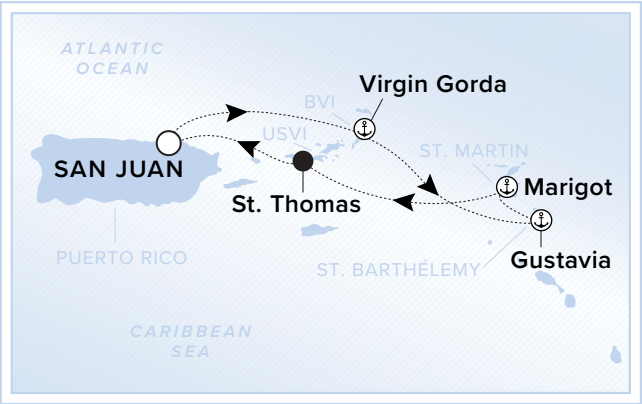 ATLANTIC
OCEAN
Virgin Gorda
BVI
USVI
ST. MARTIN
SAN JUAN
Marigot
St. Thomas
PUERTO RICO
Gustavia
ST. BARTHÉLEMY
CARIBBEAN
SEA